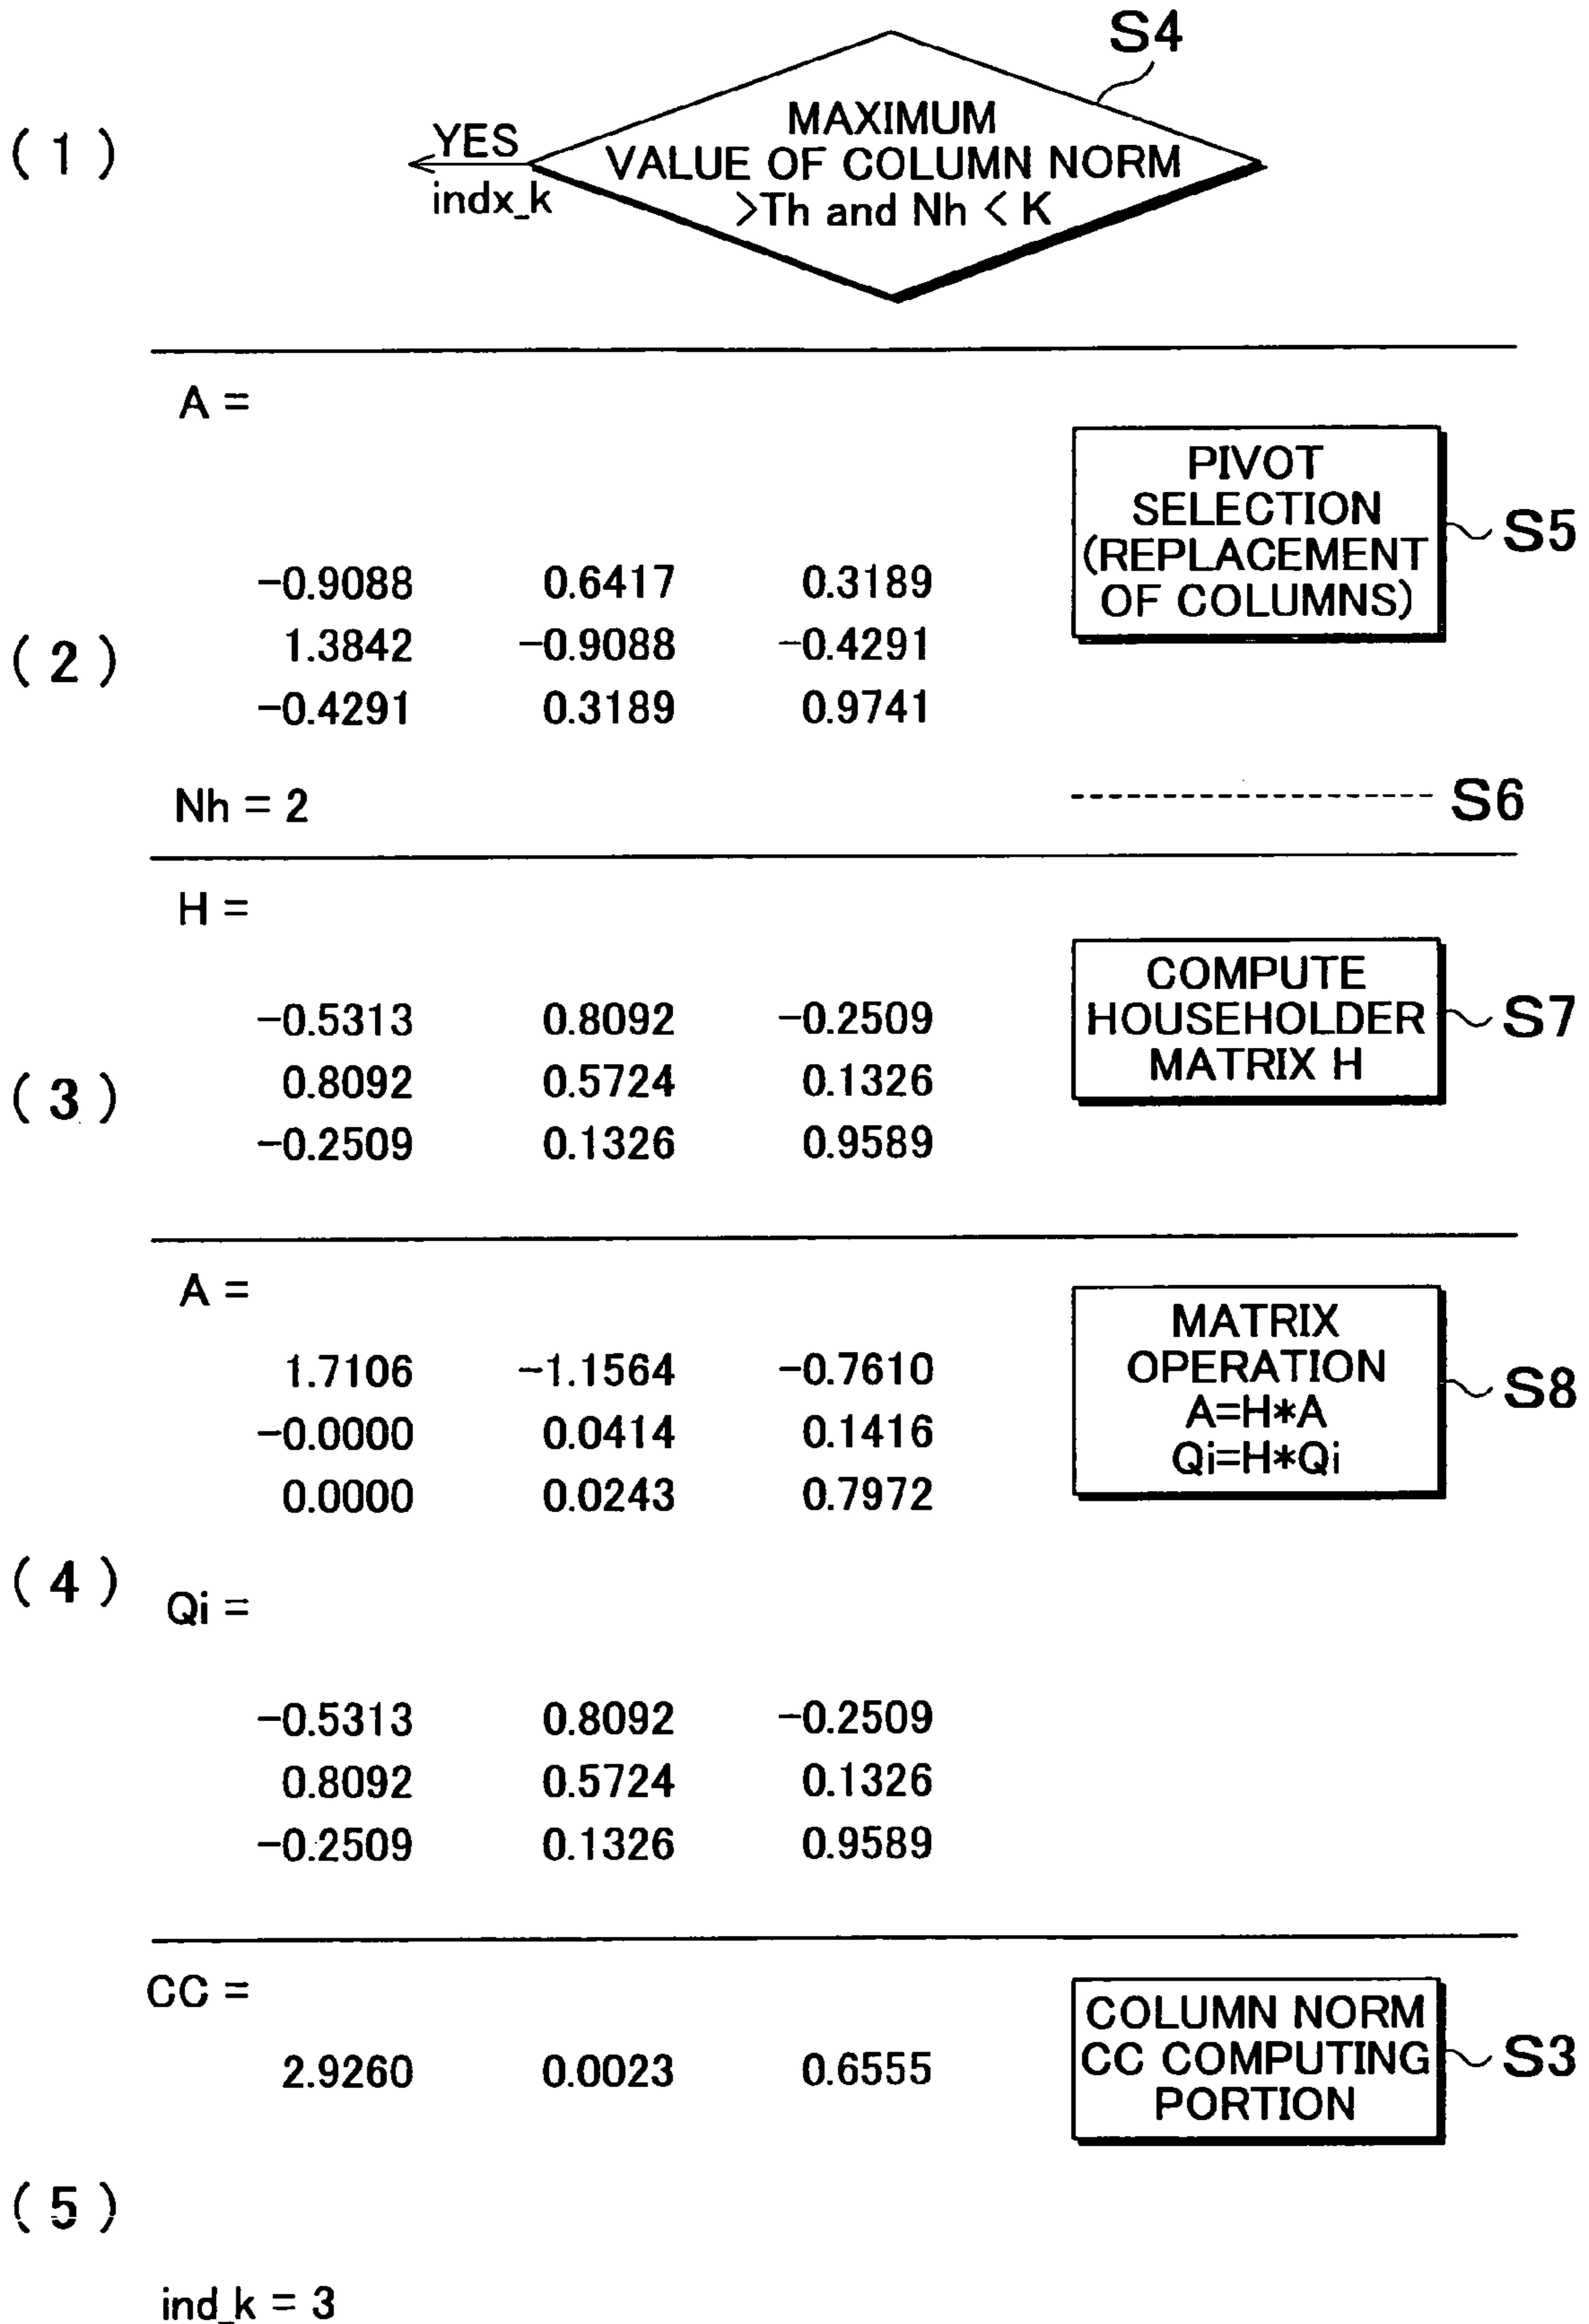 S4
( 1 )
YES
indx_k
MAXIMUM
VALUE OF COLUMN NORM
>Th and Nh < K
A =
PIVOT
SELECTION
(REPLACEMENT
OF COLUMNS)
S5
( 2 )
-0.9088 0.6417 0.3189
1.3842 -0.9088 -0.4291
-0.4291 0.3189 0.9741
Nh = 2
S6
H =
COMPUTE
HOUSEHOLDER
MATRIX H
S7
( 3 )
-0.5313 0.8092 -0.2509
0.8092 0.5724 0.1326
-0.2509 0.1326 0.9589
A =
MATRIX
OPERATION
A=H*A
Qi=H*Qi
S8
1.7106 -1.1564 -0.7610
-0.0000 0.0414 0.1416
0.0000 0.0243 0.7972
( 4 )
Qi =
-0.5313 0.8092 -0.2509
0.8092 0.5724 0.1326
-0.2509 0.1326 0.9589
CC =
COLUMN NORM
CC COMPUTING
PORTION
S3
2.9260 0.0023 0.6555
( 5 )
ind_k = 3